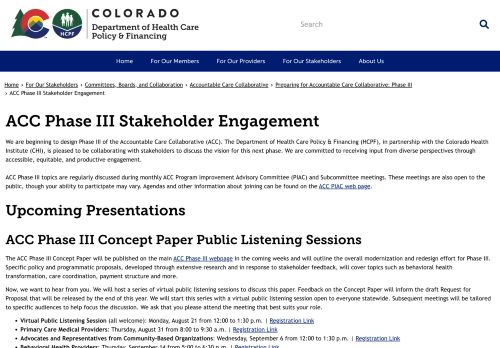 COLORADO
Department of Health Care
Policy & Financing
HCPF
Search
Home For Our Members For Our Providers For Our Stakeholders About Us
Home > For Our Stakeholders > Committees, Boards, and Collaboration > Accountable Care Collaborative > Preparing for Accountable Care Collaborative: Phase III
> ACC Phase III Stakeholder Engagement
ACC Phase III Stakeholder Engagement
We are beginning to design Phase III of the Accountable Care Collaborative (ACC). The Department of Health Care Policy & Financing (HCPF), in partnership with the Colorado Health
Institute (CHI), is pleased to be collaborating with stakeholders to discuss the vision for this next phase. We are committed to receiving input from diverse perspectives through
accessible, equitable, and productive engagement.
ACC Phase III topics are regularly discussed during monthly ACC Program Improvement Advisory Committee (PIAC) and Subcommittee meetings. These meetings are also open to the
public, though your ability to participate may vary. Agendas and other information about joining can be found on the ACC PIAC web page.
Upcoming Presentations
ACC Phase III Concept Paper Public Listening Sessions
The ACC Phase III Concept Paper will be published on the main ACC Phase III webpage in the coming weeks and will outline the overall modernization and redesign effort for Phase III.
Specific policy and programmatic proposals, developed through extensive research and in response to stakeholder feedback, will cover topics such as behavioral health
transformation, care coordination, payment structure and more.
Now, we want to hear from you. We will host a series of virtual public listening sessions to discuss this paper. Feedback on the Concept Paper will inform the draft Request for
Proposal that will be released by the end of this year. We will start this series with a virtual public listening session open to everyone statewide. Subsequent meetings will be tailored
to specific audiences to help focus the discussion. We ask that you please attend the meeting that best suits your role.
• Virtual Public Listening Session (all welcome): Monday, August 21 from 12:00 to 1:30 p.m. | Registration Link
• Primary Care Medical Providers: Thursday, August 31 from 8:00 to 9:30 a.m. | Registration Link
• Advocates and Representatives from Community-Based Organizations: Wednesday, September 6 from 12:00 to 1:30 p.m. | Registration Link
• Behavioral Health Providers: Thursday, September 14 from 5:00 to 6:30 p.m. | Registration Link